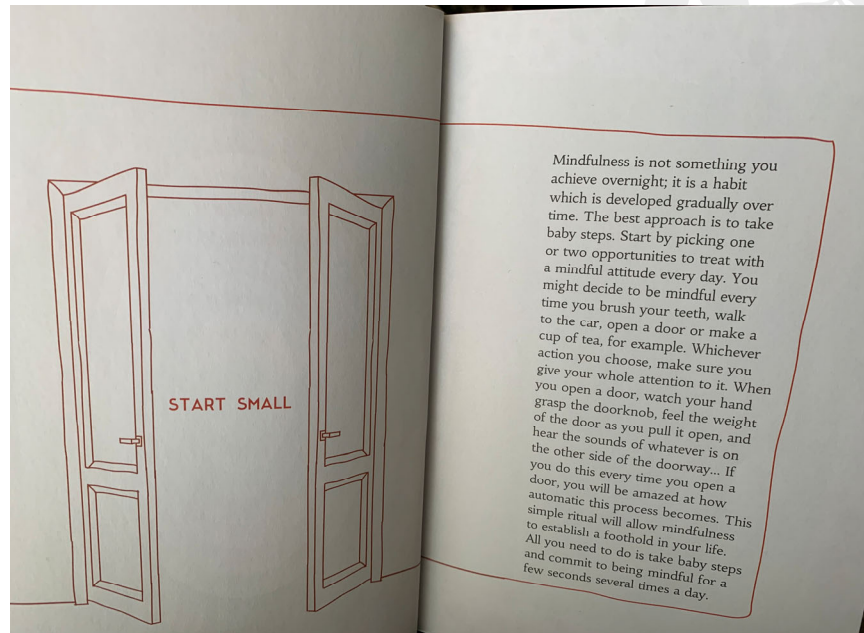 START SMALL
Mindfulness is not something you
achieve overnight; it is a habit
which is developed gradually over
time. The best approach is to take
baby steps. Start by picking one
or two opportunities to treat with
a mindful attitude every day. You
might decide to be mindful every
time you brush your teeth, walk
to the car, open a door or make a
cup of tea, for example. Whichever
action you choose, make sure you
give your whole attention to it. When
you open a door, watch your hand
grasp the doorknob, feel the weight
of the door as you pull it open, and
hear the sounds of whatever is on
the other side of the doorway... If
you do this every time you open a
door, you will be amazed at how
automatic this process becomes. This
simple ritual will allow mindfulness
to establish a foothold in your life.
All you need to do is take baby steps
and commit to being mindful for a
few seconds several times a day.